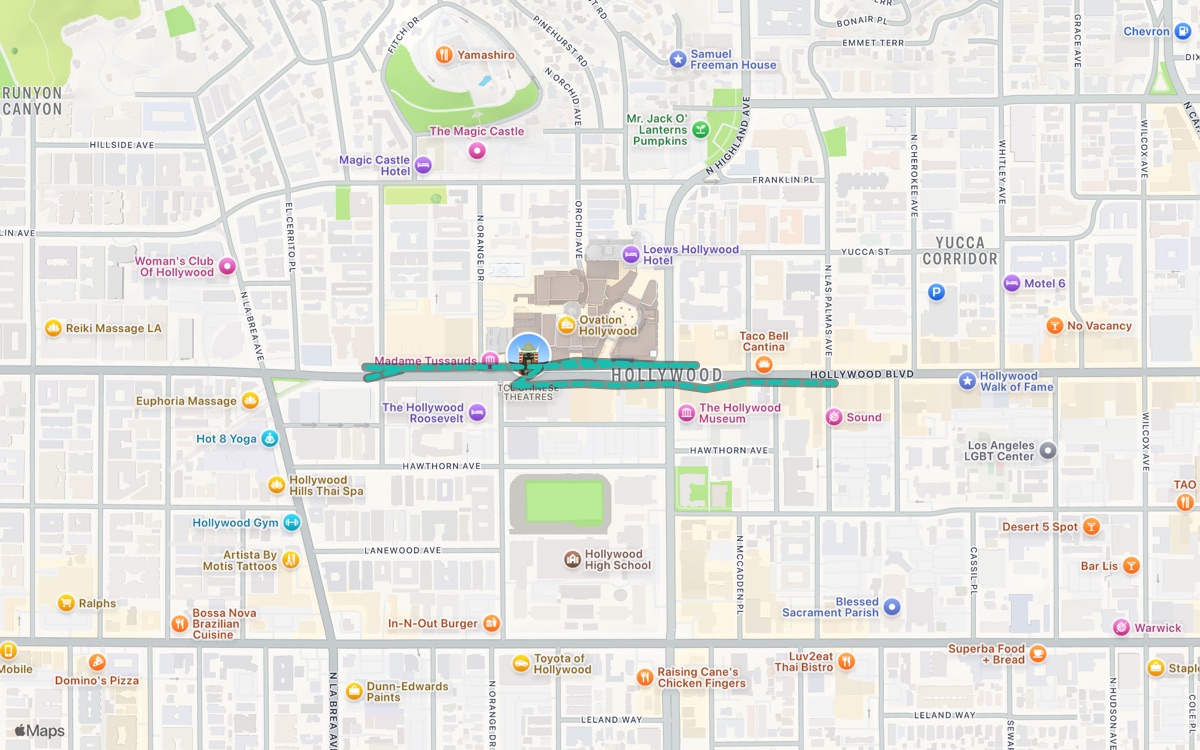 BONAIR PL
EMMET TERR
PINEHURST RD
FITCH DR
GRACE AVE
Chevron
Yamashiro
Samuel
Freeman House
RUNYON
CANYON
N ORCHID AVE
N HIGHLAND AVE
The Magic Castle
Mr. Jack O'
Lanterns
Pumpkins
HILLSIDE AVE
Magic Castle
Hotel
FRANKLIN PL
N CHEROKEE AVE
WHITLEY AVE
WILCOX AVE
EL CERRITO PL
N ORANGE DR
ORCHID AVE
LIN AVE
YUCCA ST
YUCCA
CORRIDOR
Loews Hollywood
Hotel
Woman's Club
Of Hollywood
N LA BREA AVE
N LAS PALMAS AVE
P
Motel 6
Reiki Massage LA
Ovation
Hollywood
No Vacancy
Taco Bell
Cantina
Madame Tussauds
HOLLYWOOD
HOLLYWOOD BLVD
TCL CHINESE
THEATRES
Hollywood
Walk of Fame
Euphoria Massage
The Hollywood
Roosevelt
The Hollywood
Museum
Sound
Hot 8 Yoga
HAWTHORN AVE
HAWTHORN AVE
Los Angeles
LGBT Center
WILCOX AVE
Hollywood
Hills Thai Spa
TAO
Hollywood Gym
Desert 5 Spot
LANEWOOD AVE
Artista By
Motis Tattoos
Hollywood
High School
N MCCADDEN PL
CASSIL PL
Bar Lis
Ralphs
Bossa Nova
Brazilian
Cuisine
In-N-Out Burger
Blessed
Sacrament Parish
Warwick
Mobile
Domino's Pizza
Toyota of
Hollywood
Luv2eat
Thai Bistro
Superba Food
+ Bread
Raising Cane's
Chicken Fingers
Dunn-Edwards
Paints
N LA BREA AVE
N ORANGE DR
LELAND WAY
LELAND WAY
N HUDSON AVE
COLE PL
Maps